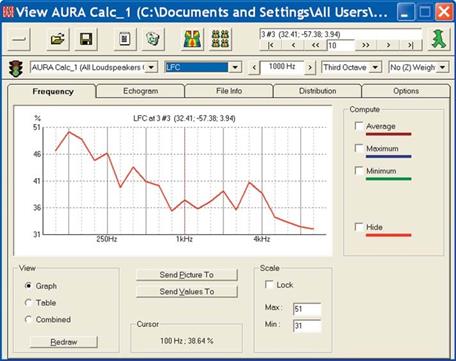 View AURA Calc_1 (C:\Documents and Settings\All Users\...
3 #3 (32.41; -57.38; 3.94)
|< < << 10 >> > >|
AURA Calc_1 (All Loudspeakers LFC < 1000 Hz > Third Octave No (Z) Weigh
Frequency Echogram File Info Distribution Options
% LFC at 3 #3 (32.41; -57.38; 3.94)
51
46
41
36
31
250Hz 1kHz 4kHz
Compute
Average
Maximum
Minimum
Hide
View
Graph
Table
Combined
Redraw
Send Picture To
Send Values To
Cursor
100 Hz ; 38.64 %
Scale
Lock
Max : 51
Min : 31